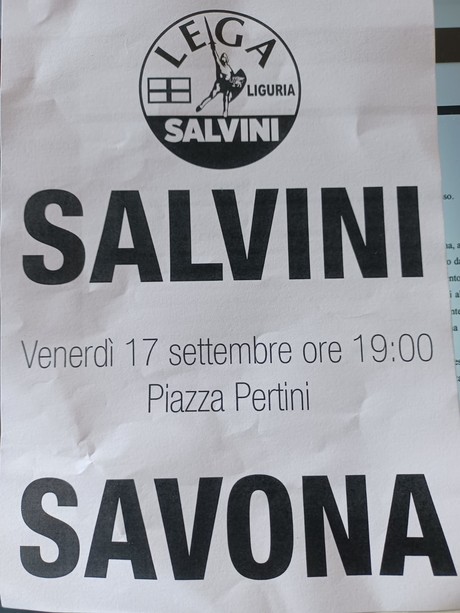 LEGA
LIGURIA
SALVINI
SALVINI
Venerdì 17 settembre ore 19:00
Piazza Pertini
SAVONA